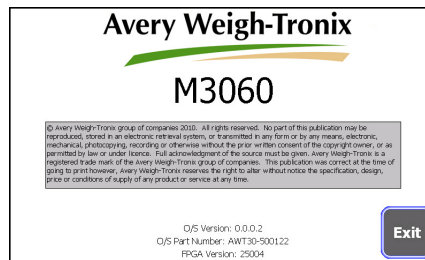 Avery Weigh-Tronix
M3060
© Avery Weigh-Tronix group of companies 2010. All rights reserved. No part of this publication may be
reproduced, stored in an electronic retrieval system, or transmitted in any form or by any means, electronic,
mechanical, photocopying, recording or otherwise without the prior written consent of the copyright owner, or as
permitted by law or under licence. Full acknowledgment of the source must be given. Avery Weigh-Tronix is a
registered trade mark of the Avery Weigh-Tronix group of companies. This publication was correct at the time of
going to print however, Avery Weigh-Tronix reserves the right to alter without notice the specification, design,
price or conditions of supply of any product or service at any time.
O/S Version: 0.0.0.2
O/S Part Number: AWT30-500122
Exit
FPGA Version: 25004